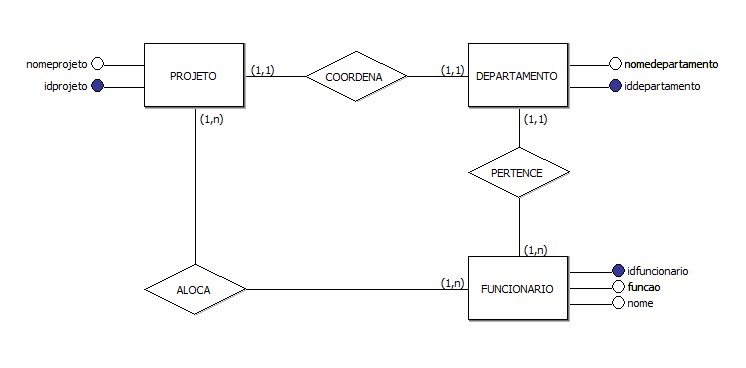 nomeprojeto
idprojeto
PROJETO
(1,1)
COORDENA
(1,1)
DEPARTAMENTO
nomedepartamento
iddepartamento
(1,n)
(1,1)
PERTENCE
(1,n)
ALOCA
(1,n)
FUNCIONARIO
idfuncionario
funcao
nome